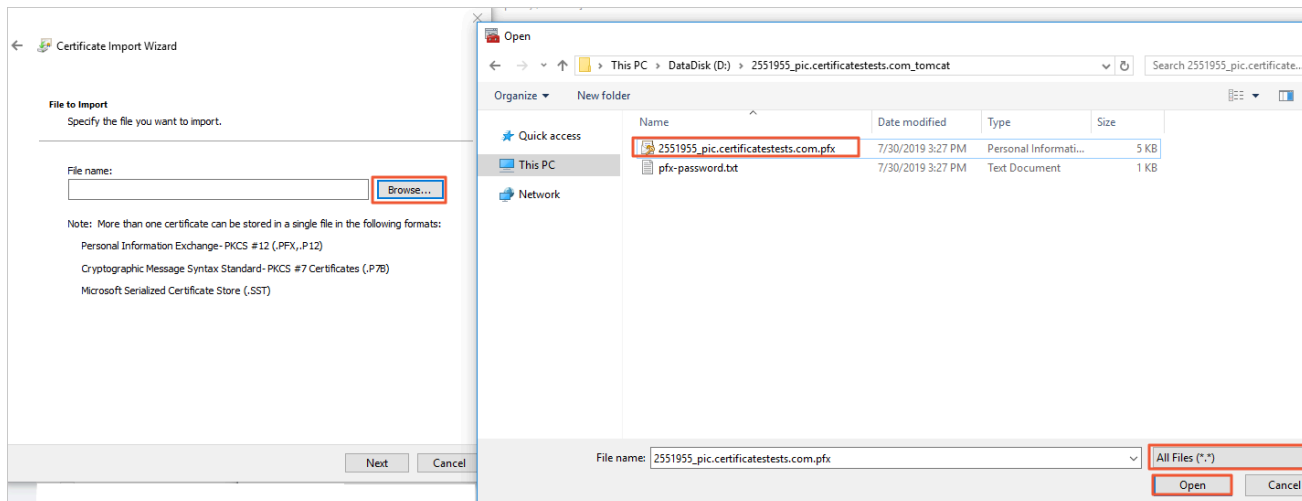 Certificate Import Wizard
File to Import
Specify the file you want to import.
File name:
Browse...
Note: More than one certificate can be stored in a single file in the following formats:
Personal Information Exchange- PKCS #12 (.PFX,.P12)
Cryptographic Message Syntax Standard- PKCS #7 Certificates (.P7B)
Microsoft Serialized Certificate Store (.SST)
Next Cancel
Open
This PC > DataDisk (D:) > 2551955_pic.certificatestests.com_tomcat
Search 2551955_pic.certificate...
Organize New folder
Quick access
This PC
Network
Name Date modified Type Size
2551955_pic.certificatestests.com.pfx 7/30/2019 3:27 PM Personal Informati... 5 KB
pfx-password.txt 7/30/2019 3:27 PM Text Document 1 KB
File name: 2551955_pic.certificatestests.com.pfx All Files (*.*)
Open Cancel